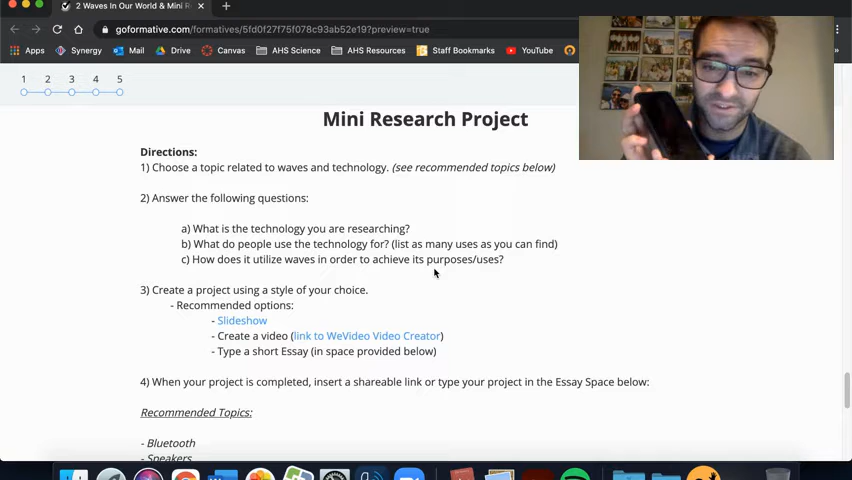 2 Waves In Our World & Mini R
goformative.com/formatives/5fd0f27f75f078c93ab52e19?preview=true
Apps Synergy Mail Drive Canvas AHS Science AHS Resources Staff Bookmarks YouTube
1 2 3 4 5
Mini Research Project
Directions:
1) Choose a topic related to waves and technology. (see recommended topics below)
2) Answer the following questions:
a) What is the technology you are researching?
b) What do people use the technology for? (list as many uses as you can find)
c) How does it utilize waves in order to achieve its purposes/uses?
3) Create a project using a style of your choice.
- Recommended options:
- Slideshow
- Create a video (link to WeVideo Video Creator)
- Type a short Essay (in space provided below)
4) When your project is completed, insert a shareable link or type your project in the Essay Space below:
Recommended Topics:
- Bluetooth
- Speakers